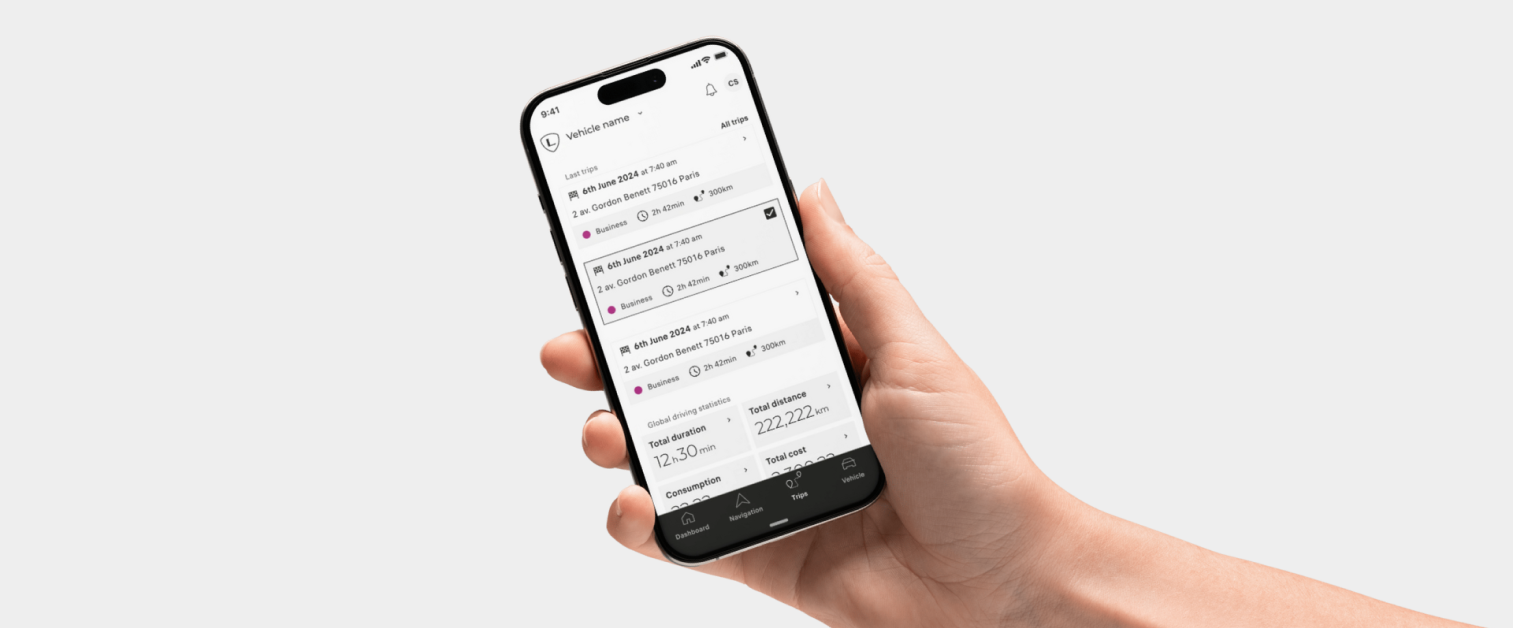 9:41
CS
L.
Vehicle name
Last trips
All trips
6th June 2024 at 7:40 am
2 av. Gordon Benett 75016 Paris
Business 2h 42min 300km
6th June 2024 at 7:40 am
2 av. Gordon Benett 75016 Paris
Business 2h 42min 300km
6th June 2024 at 7:40 am
2 av. Gordon Benett 75016 Paris
Business 2h 42min 300km
Global driving statistics
Total duration
12h30 min
Total distance
222,222 km
Consumption
Total cost
Dashboard
Navigation
Trips
Vehicle